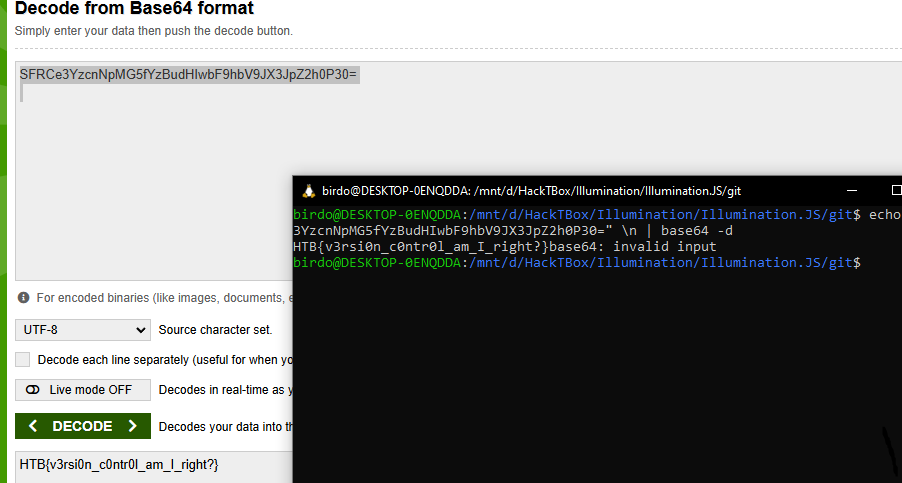 Decode from Base64 format
Simply enter your data then push the decode button.
SFRCe3YzcnNpMG5fYzBudHIwbF9hbV9JX3JpZ2h0P30=
birdo@DESKTOP-0ENQDDA: /mnt/d/HackTBox/Illumination/Illumination.JS/git
birdo@DESKTOP-0ENQDDA:/mnt/d/HackTBox/Illumination/Illumination.JS/git$ echo
3YzcnNpMG5fYzBudHIwbF9hbV9JX3JpZ2h0P30=" \n | base64 -d
HTB{v3rsi0n_c0ntr0l_am_I_right?}base64: invalid input
birdo@DESKTOP-0ENQDDA:/mnt/d/HackTBox/Illumination/Illumination.JS/git$
For encoded binaries (like images, documents, e
UTF-8 Source character set.
Decode each line separately (useful for when yo
Live mode OFF Decodes in real-time as y
< DECODE > Decodes your data into th
HTB{v3rsi0n_c0ntr0l_am_I_right?}